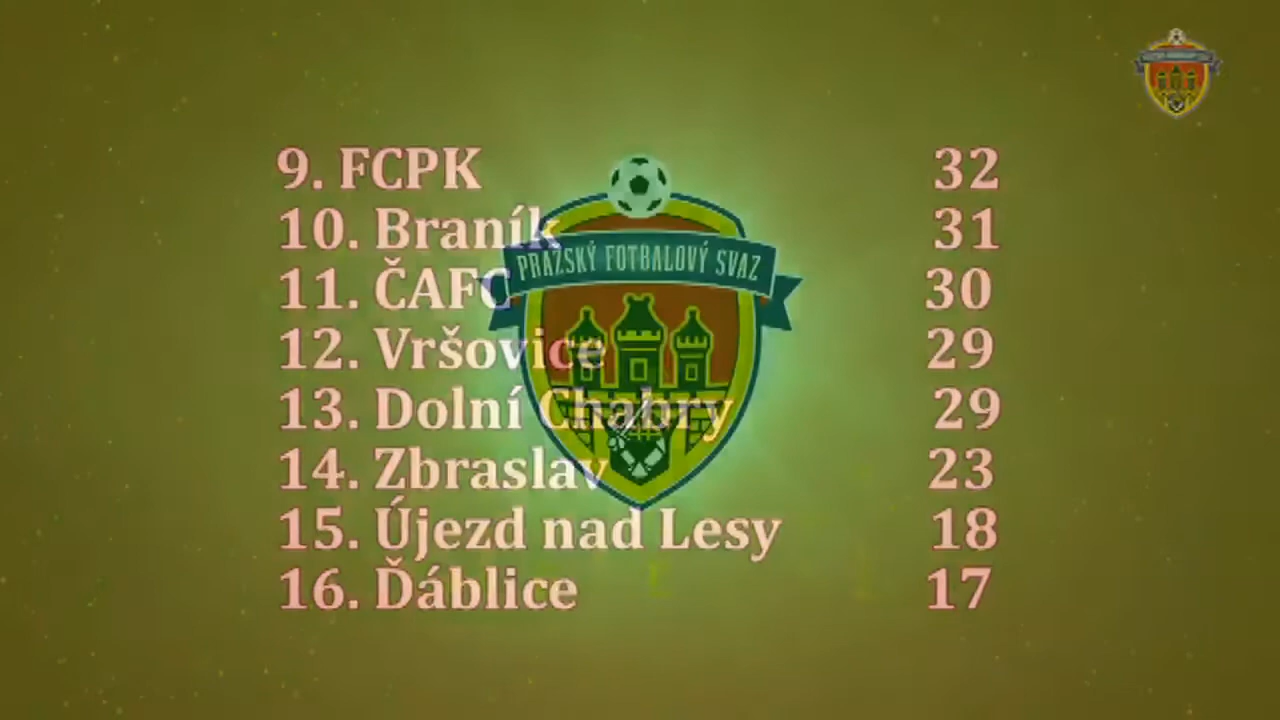 9. FCPK 32
10. Braník 31
PRAŽSKÝ FOTBALOVÝ SVAZ
11. ČAFC 30
12. Vršovice 29
13. Dolní Chabry 29
14. Zbraslav 23
15. Újezd nad Lesy 18
16. Ďáblice 17